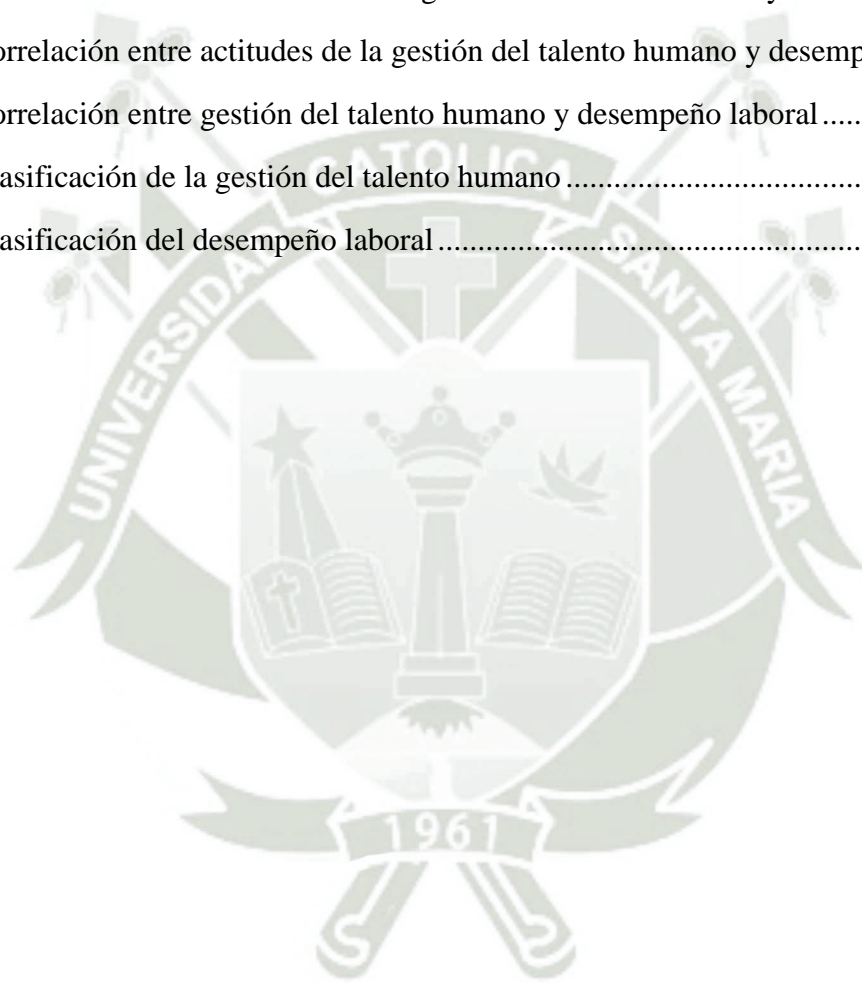 orrelación entre actitudes de la gestión del talento humano y desemp
orrelación entre gestión del talento humano y desempeño laboral ......
asificación de la gestión del talento humano .....................................
asificación del desempeño laboral .....................................................
UNIVERSIDAD CATOLICA SANTA MARIA
1961